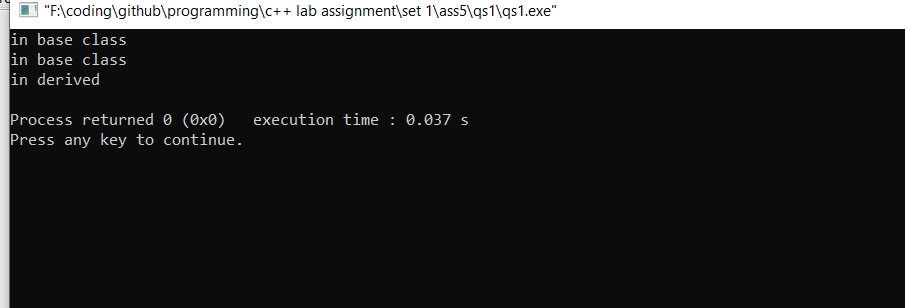 "F:\coding\github\programming\c++ lab assignment\set 1\ass5\qs1\qs1.exe"
in base class
in base class
in derived
Process returned 0 (0x0)   execution time : 0.037 s
Press any key to continue.